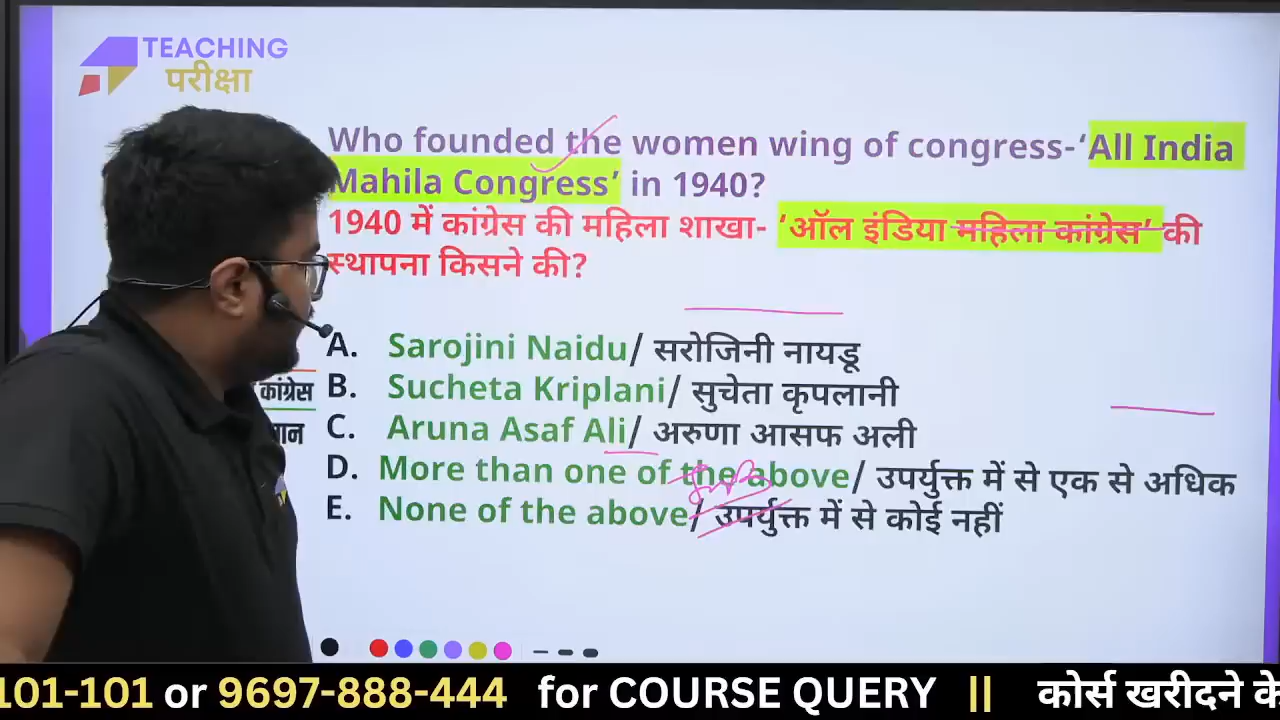 TEACHING
परीक्षा
Who founded the women wing of congress-‘All India
Mahila Congress’ in 1940?
1940 में कांग्रेस की महिला शाखा- ‘ऑल इंडिया महिला कांग्रेस’ की
स्थापना किसने की?
A. Sarojini Naidu/ सरोजिनी नायडू
कांग्रेस
B. Sucheta Kriplani/ सुचेता कृपलानी
C. Aruna Asaf Ali/ अरुणा आसफ अली
D. More than one of the above/ उपर्युक्त में से एक से अधिक
E. None of the above/ उपर्युक्त में से कोई नहीं
101-101 or 9697-888-444 for COURSE QUERY || कोर्स खरीदने के